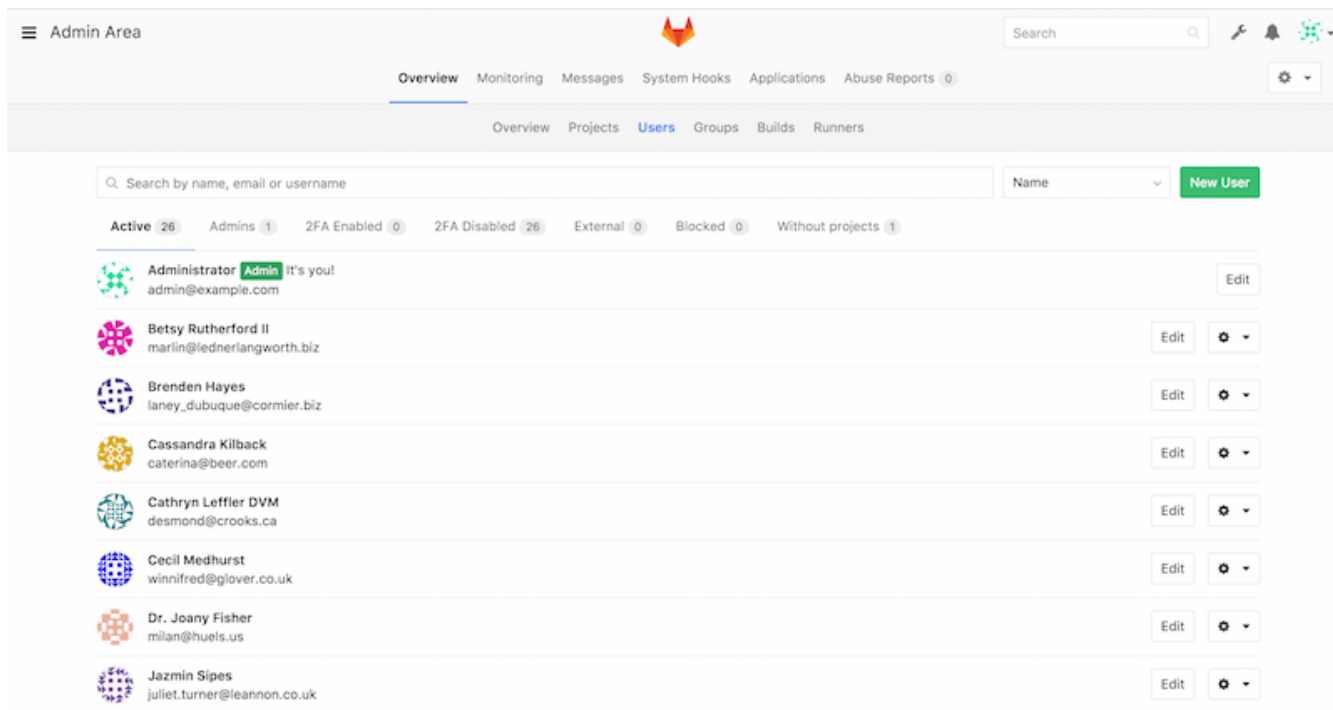 Admin Area
Search
Overview Monitoring Messages System Hooks Applications Abuse Reports 0
Overview Projects Users Groups Builds Runners
Search by name, email or username
Name
New User
Active 26 Admins 1 2FA Enabled 0 2FA Disabled 26 External 0 Blocked 0 Without projects 1
Administrator Admin It's you!
admin@example.com
Edit
Betsy Rutherford II
marlin@lednerlangworth.biz
Edit
Brenden Hayes
laney_dubuque@cormier.biz
Edit
Cassandra Kilback
caterina@beer.com
Edit
Cathryn Leffler DVM
desmond@crooks.ca
Edit
Cecil Medhurst
winnifred@glover.co.uk
Edit
Dr. Joany Fisher
milan@huels.us
Edit
Jazmin Sipes
juliet.turner@leannon.co.uk
Edit